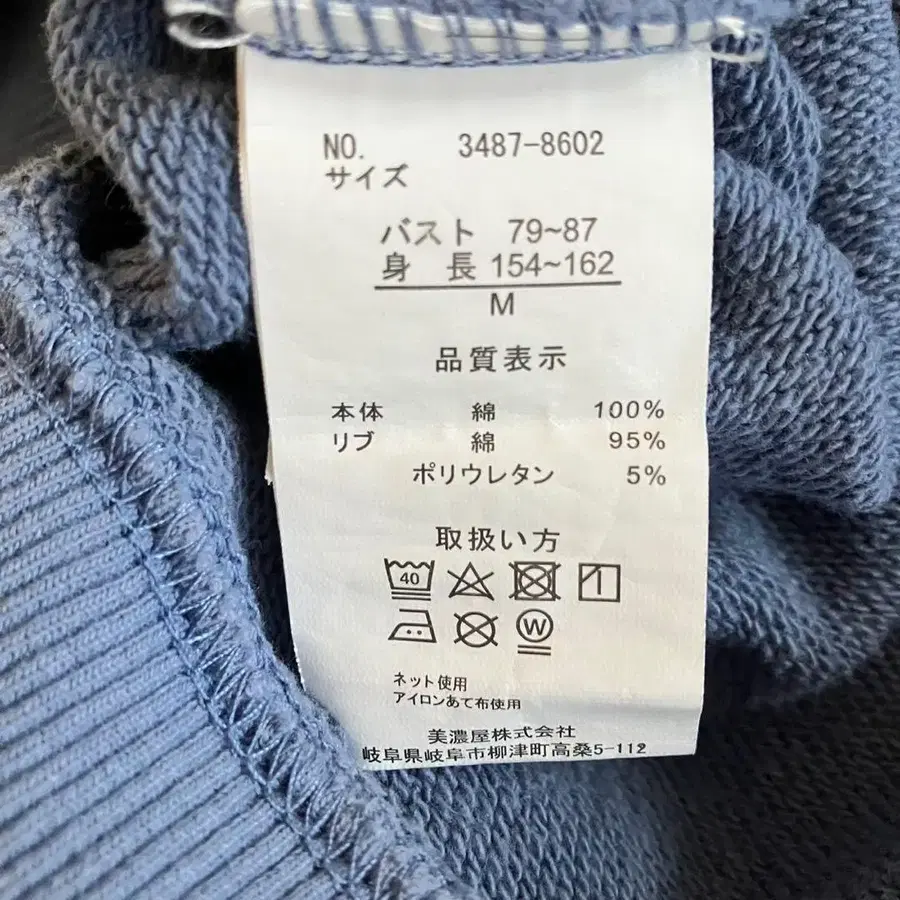 NO. 3487-8602
サイズ
バスト 79~87
身 長 154~162
M
品質表示
本体 綿 100%
リブ 綿 95%
ポリウレタン 5%
取扱い方
40
W
ネット使用
アイロンあて布使用
美濃屋株式会社
岐阜県岐阜市柳津町高桑5-112